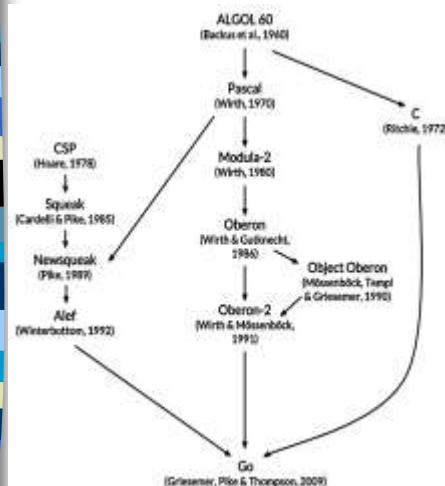 ALGOL 60
(Backus et al., 1960)
Pascal
(Wirth, 1970)
C
(Ritchie, 1972)
CSP
(Hoare, 1978)
Modula-2
(Wirth, 1980)
Squeak
(Cardelli & Pike, 1985)
Oberon
(Wirth & Gutknecht,
1986)
Newsqueak
(Pike, 1989)
Object Oberon
(Mössenböck, Templ
& Griesemer, 1990)
Oberon-2
(Wirth & Mössenböck,
1991)
Alef
(Winterbottom, 1992)
Go
(Griesemer, Pike & Thompson, 2009)